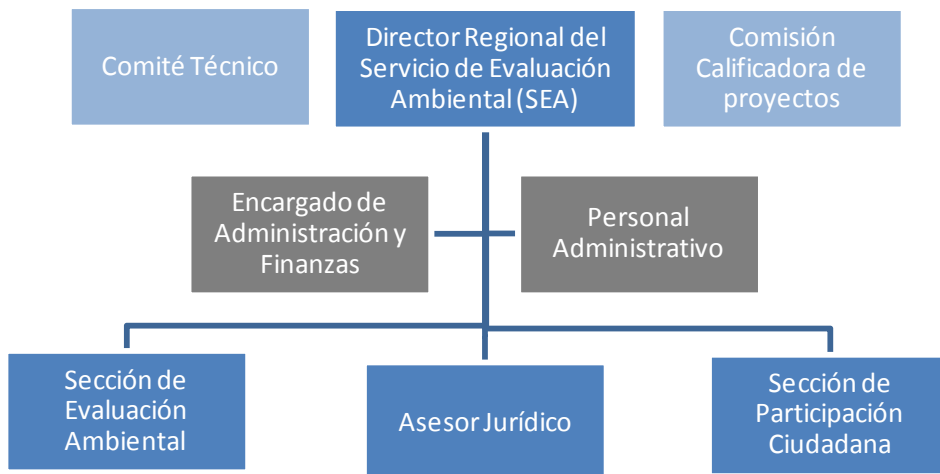 Comité Técnico
Director Regional del
Servicio de Evaluación
Ambiental (SEA)
Comisión
Calificadora de
proyectos
Encargado de
Administración y
Finanzas
Personal
Administrativo
Sección de
Evaluación
Ambiental
Asesor Jurídico
Sección de
Participación
Ciudadana